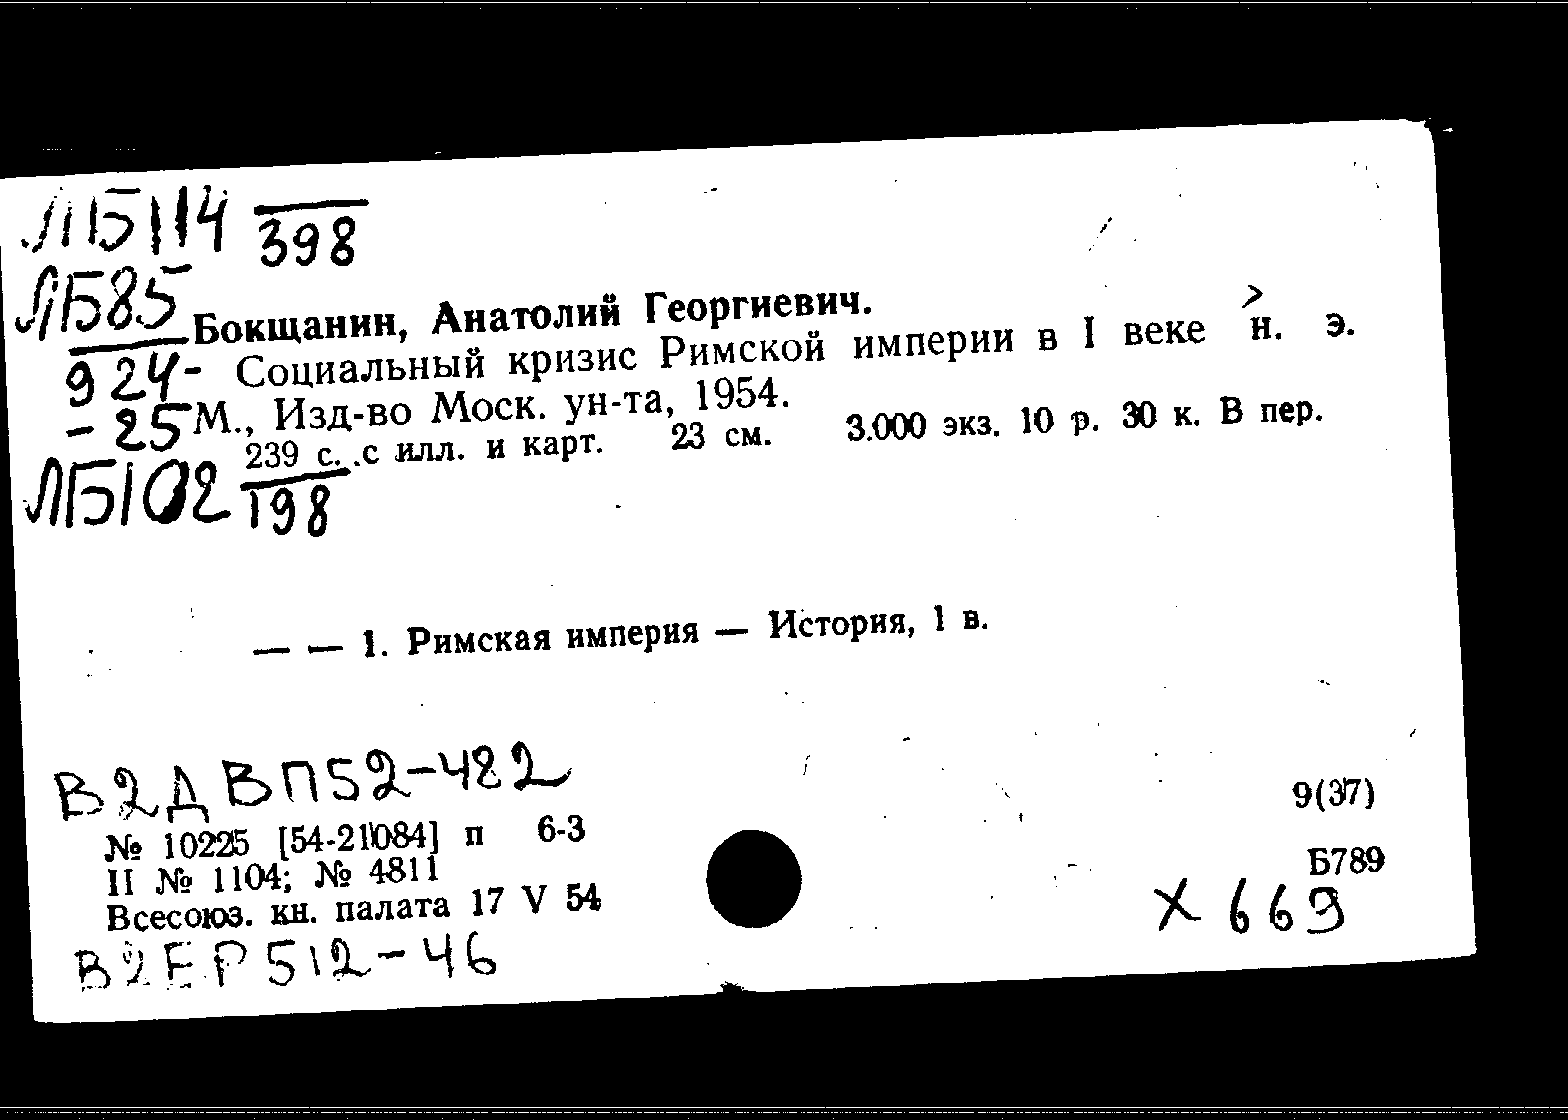 ЛБ114 398
ЛБ85
Бокщанин, Анатолий Георгиевич.
924- Социальный кризис Римской империи в I веке н. э.
-25 М., Изд-во Моск. ун-та, 1954.
239 с. с илл. и карт. 23 см. 3.000 экз. 10 р. 30 к. В пер.
ЛБ102 198
— — 1. Римская империя — История, 1 в.
В2Д ВП52-482
9(37)
№ 10225 [54-21084] п 6-3
II № 1104; № 4811
Б789
Всесоюз. кн. палата 17 V 54
Х 669
В2ЕР512-46